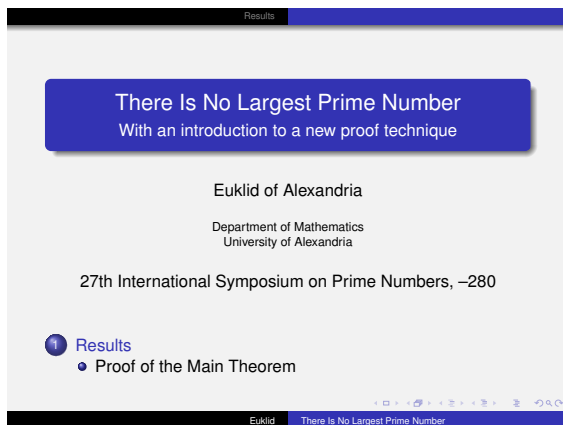 Results
There Is No Largest Prime Number
With an introduction to a new proof technique
Euklid of Alexandria
Department of Mathematics
University of Alexandria
27th International Symposium on Prime Numbers, –280
1 Results
Proof of the Main Theorem
Euklid There Is No Largest Prime Number